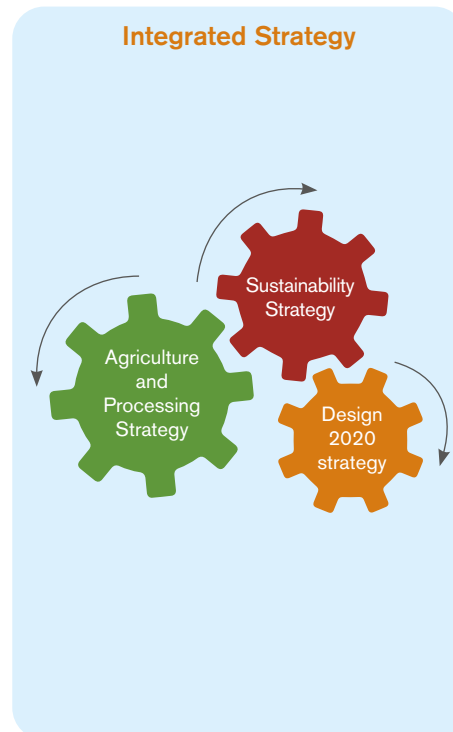 Integrated Strategy
Sustainability
Strategy
Agriculture
and
Processing
Strategy
Design
2020
strategy